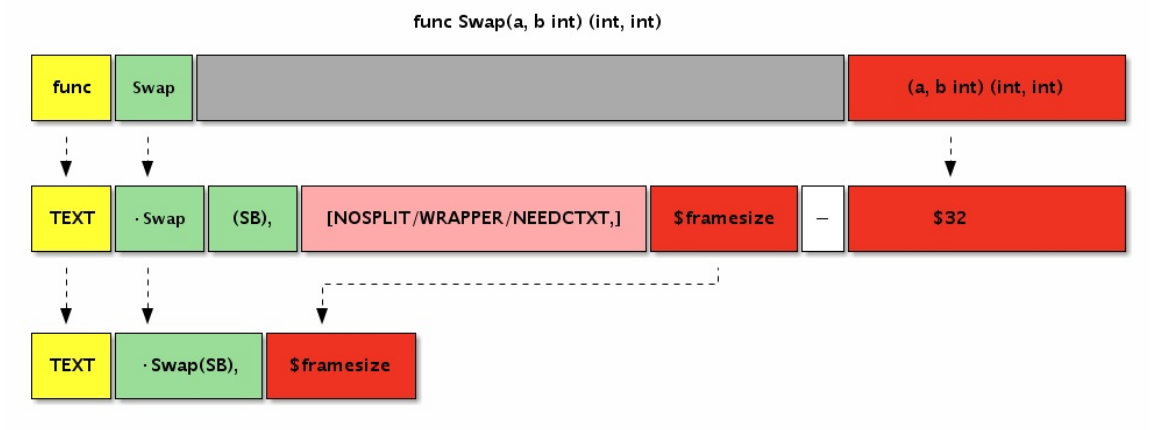 func Swap(a, b int) (int, int)
func Swap (a, b int) (int, int)
TEXT ·Swap (SB), [NOSPLIT/WRAPPER/NEEDCTXT,] $framesize – $32
TEXT ·Swap(SB), $framesize